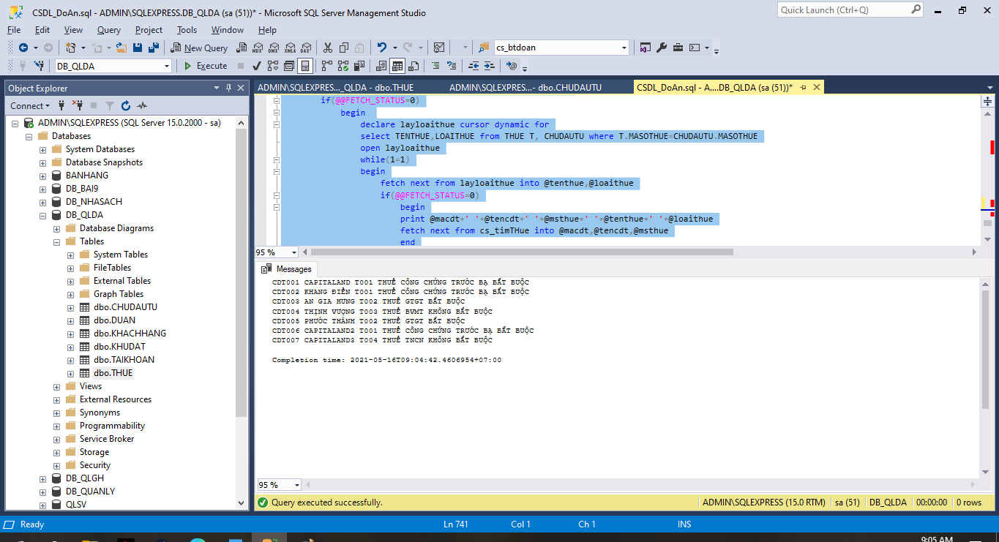 CSDL_DoAn.sql - ADMIN\SQLEXPRESS.DB_QLDA (sa (51))* - Microsoft SQL Server Management Studio
Quick Launch (Ctrl+Q)
File Edit View Query Project Tools Window Help
New Query MDX DMX XMLA DAX cs_btdoan
DB_QLDA Execute
Object Explorer
Connect
ADMIN\SQLEXPRESS (SQL Server 15.0.2000 - sa)
Databases
System Databases
Database Snapshots
BANHANG
DB_BAI9
DB_NHASACH
DB_QLDA
Database Diagrams
Tables
System Tables
FileTables
External Tables
Graph Tables
dbo.CHUDAUTU
dbo.DUAN
dbo.KHACHHANG
dbo.KHUDAT
dbo.TAIKHOAN
dbo.THUE
Views
External Resources
Synonyms
Programmability
Service Broker
Storage
Security
DB_QLGH
DB_QUANLY
QLSV
ADMIN\SQLEXPRES..._QLDA - dbo.THUE ADMIN\SQLEXPRES...- dbo.CHUDAUTU CSDL_DoAn.sql - A....DB_QLDA (sa (51))*
if(@@FETCH_STATUS=0)
begin
declare layloaithue cursor dynamic for
select TENTHUE,LOAITHUE from THUE T, CHUDAUTU where T.MASOTHUE=CHUDAUTU.MASOTHUE
open layloaithue
while(1=1)
begin
fetch next from layloaithue into @tenthue,@loaithue
if(@@FETCH_STATUS=0)
begin
print @macdt+' '+@tencdt+' '+@msthue+' '+@tenthue+' '+@loaithue
fetch next from cs_timTHue into @macdt,@tencdt,@msthue
end
95 %
Messages
CDT001 CAPITALAND T001 THUẾ CÔNG CHỨNG TRƯỚC BẠ BẮT BUỘC
CDT002 KHANG ĐIỀN T001 THUẾ CÔNG CHỨNG TRƯỚC BẠ BẮT BUỘC
CDT003 AN GIA HƯNG T002 THUẾ GTGT BẮT BUỘC
CDT004 THỊNH VƯỢNG T003 THUẾ BVMT KHÔNG BẮT BUỘC
CDT005 PHƯỚC THÀNH T002 THUẾ GTGT BẮT BUỘC
CDT006 CAPITALAND2 T001 THUẾ CÔNG CHỨNG TRƯỚC BẠ BẮT BUỘC
CDT007 CAPITALAND3 T004 THUẾ TNCN KHÔNG BẮT BUỘC
Completion time: 2021-05-16T09:04:42.4606954+07:00
95 %
Query executed successfully. ADMIN\SQLEXPRESS (15.0 RTM) sa (51) DB_QLDA 00:00:00 0 rows
Ready Ln 741 Col 1 Ch 1 INS
9:05 AM